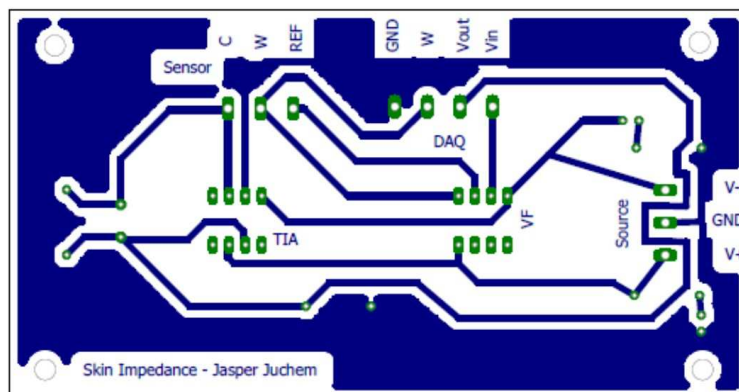 C
W
REF
GND
W
Vout
Vin
Sensor
DAQ
TIA
VF
Source
V-
GND
V+
Skin Impedance - Jasper Juchem